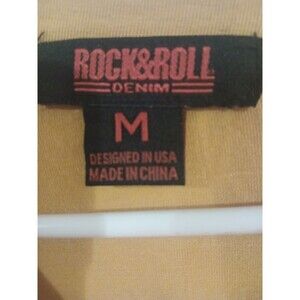 ROCK&ROLL
DENIM
M
DESIGNED IN USA
MADE IN CHINA